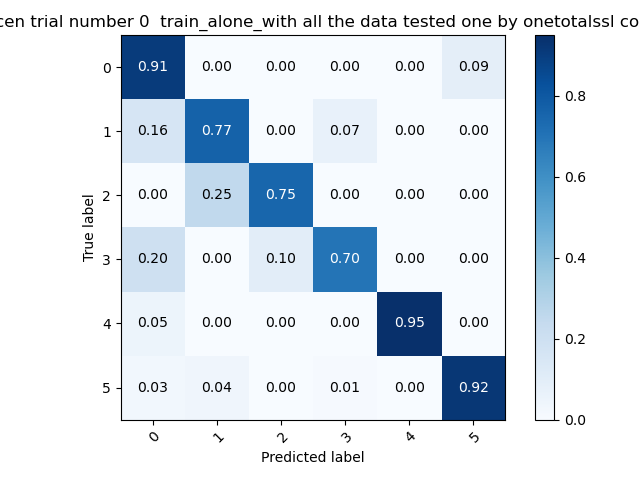 cen trial number 0 train_alone_with all the data tested one by onetotalssl co
0 0.91 0.00 0.00 0.00 0.00 0.09
1 0.16 0.77 0.00 0.07 0.00 0.00
2 0.00 0.25 0.75 0.00 0.00 0.00
3 0.20 0.00 0.10 0.70 0.00 0.00
4 0.05 0.00 0.00 0.00 0.95 0.00
5 0.03 0.04 0.00 0.01 0.00 0.92
0 1 2 3 4 5
True label
Predicted label
0.8
0.6
0.4
0.2
0.0